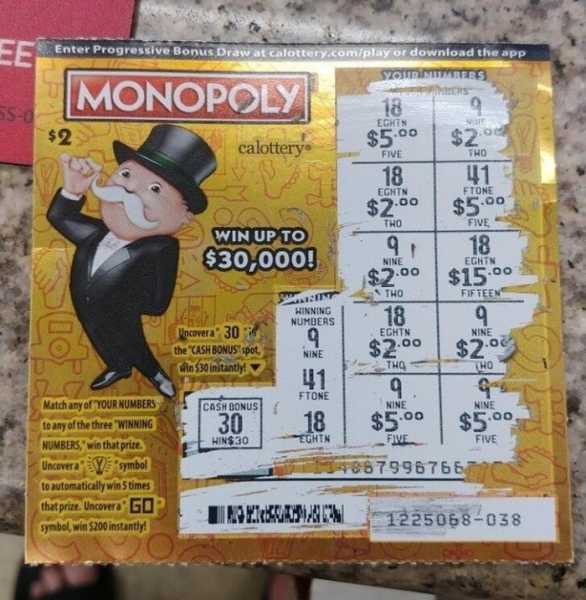 EE
SS-0
Enter Progressive Bonus Draw at calottery.com/play or download the app
MONOPOLY
$2
calottery
WIN UP TO
$30,000!
YOUR NUMBERS
18
EGHTN
$5.00
FIVE
9
$2.00
TWO
18
EGHTN
$2.00
TWO
41
FTONE
$5.00
FIVE
9
NINE
$2.00
TWO
18
EGHTN
$15.00
FIFTEEN
18
EGHTN
$2.00
TWO
9
NINE
$2.00
TWO
9
NINE
$5.00
FIVE
9
NINE
$5.00
FIVE
WINNING
NUMBERS
9
NINE
41
FTONE
18
EGHTN
Uncover a "30" in
the "CASH BONUS" spot,
win $30 instantly!
CASH BONUS
30
WIN$30
Match any of "YOUR NUMBERS
to any of the three "WINNING
NUMBERS," win that prize.
Uncover a " " symbol
to automatically win 5 times
that prize. Uncover a "GO"
symbol, win $200 instantly!
1225068-038